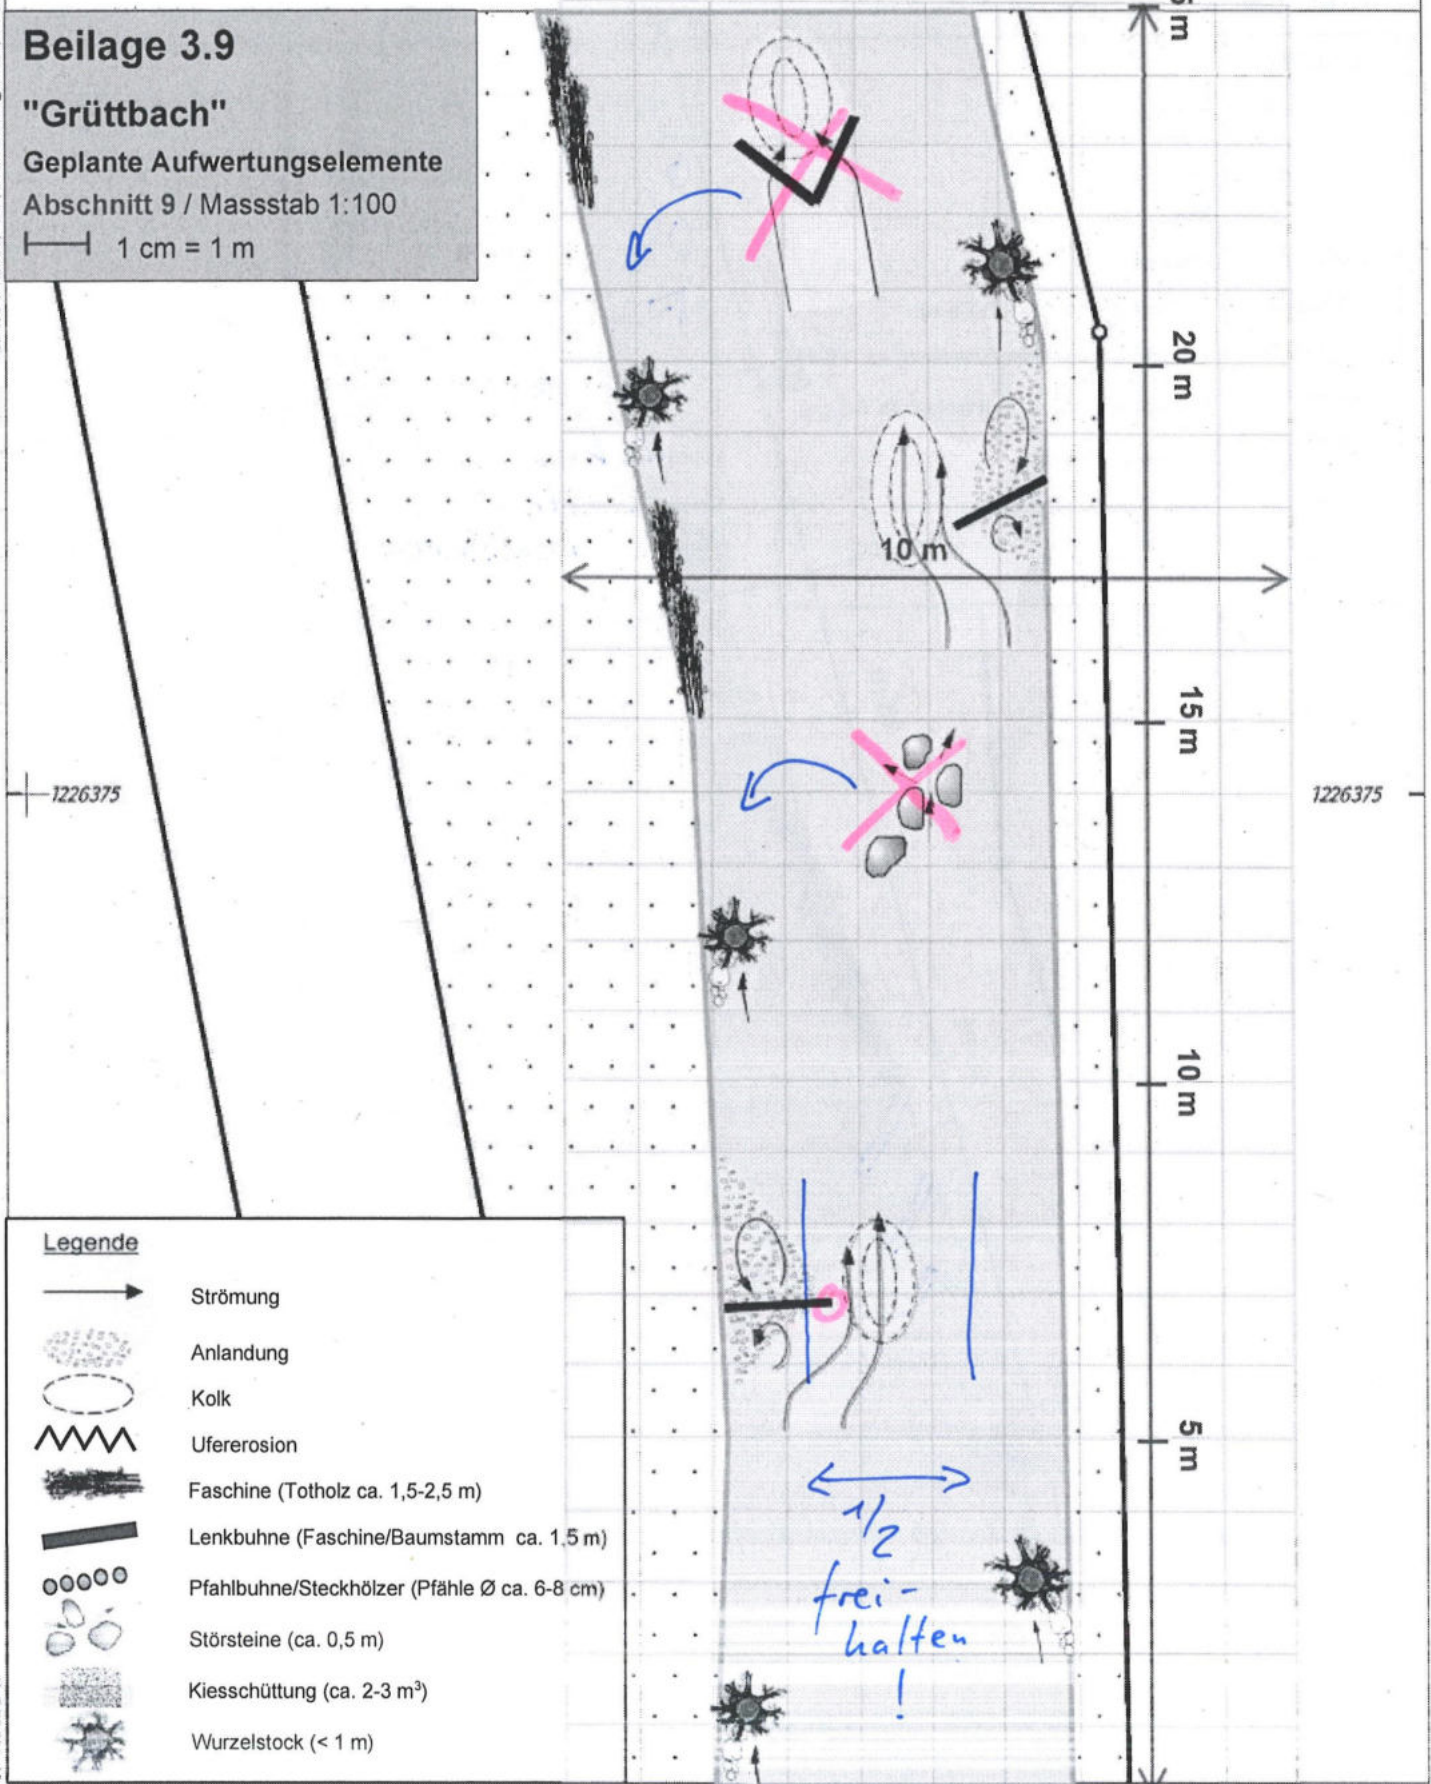 Beilage 3.9
"Grüttbach"
Geplante Aufwertungselemente
Abschnitt 9 / Massstab 1:100
1 cm = 1 m
20 m
10 m
15 m
1226375
1226375
10 m
5 m
1/2
frei-
halten
!
Legende
Strömung
Anlandung
Kolk
Ufererosion
Faschine (Totholz ca. 1,5-2,5 m)
Lenkbuhne (Faschine/Baumstamm ca. 1,5 m)
Pfahlbuhne/Steckhölzer (Pfähle Ø ca. 6-8 cm)
Störsteine (ca. 0,5 m)
Kiesschüttung (ca. 2-3 m³)
Wurzelstock (< 1 m)